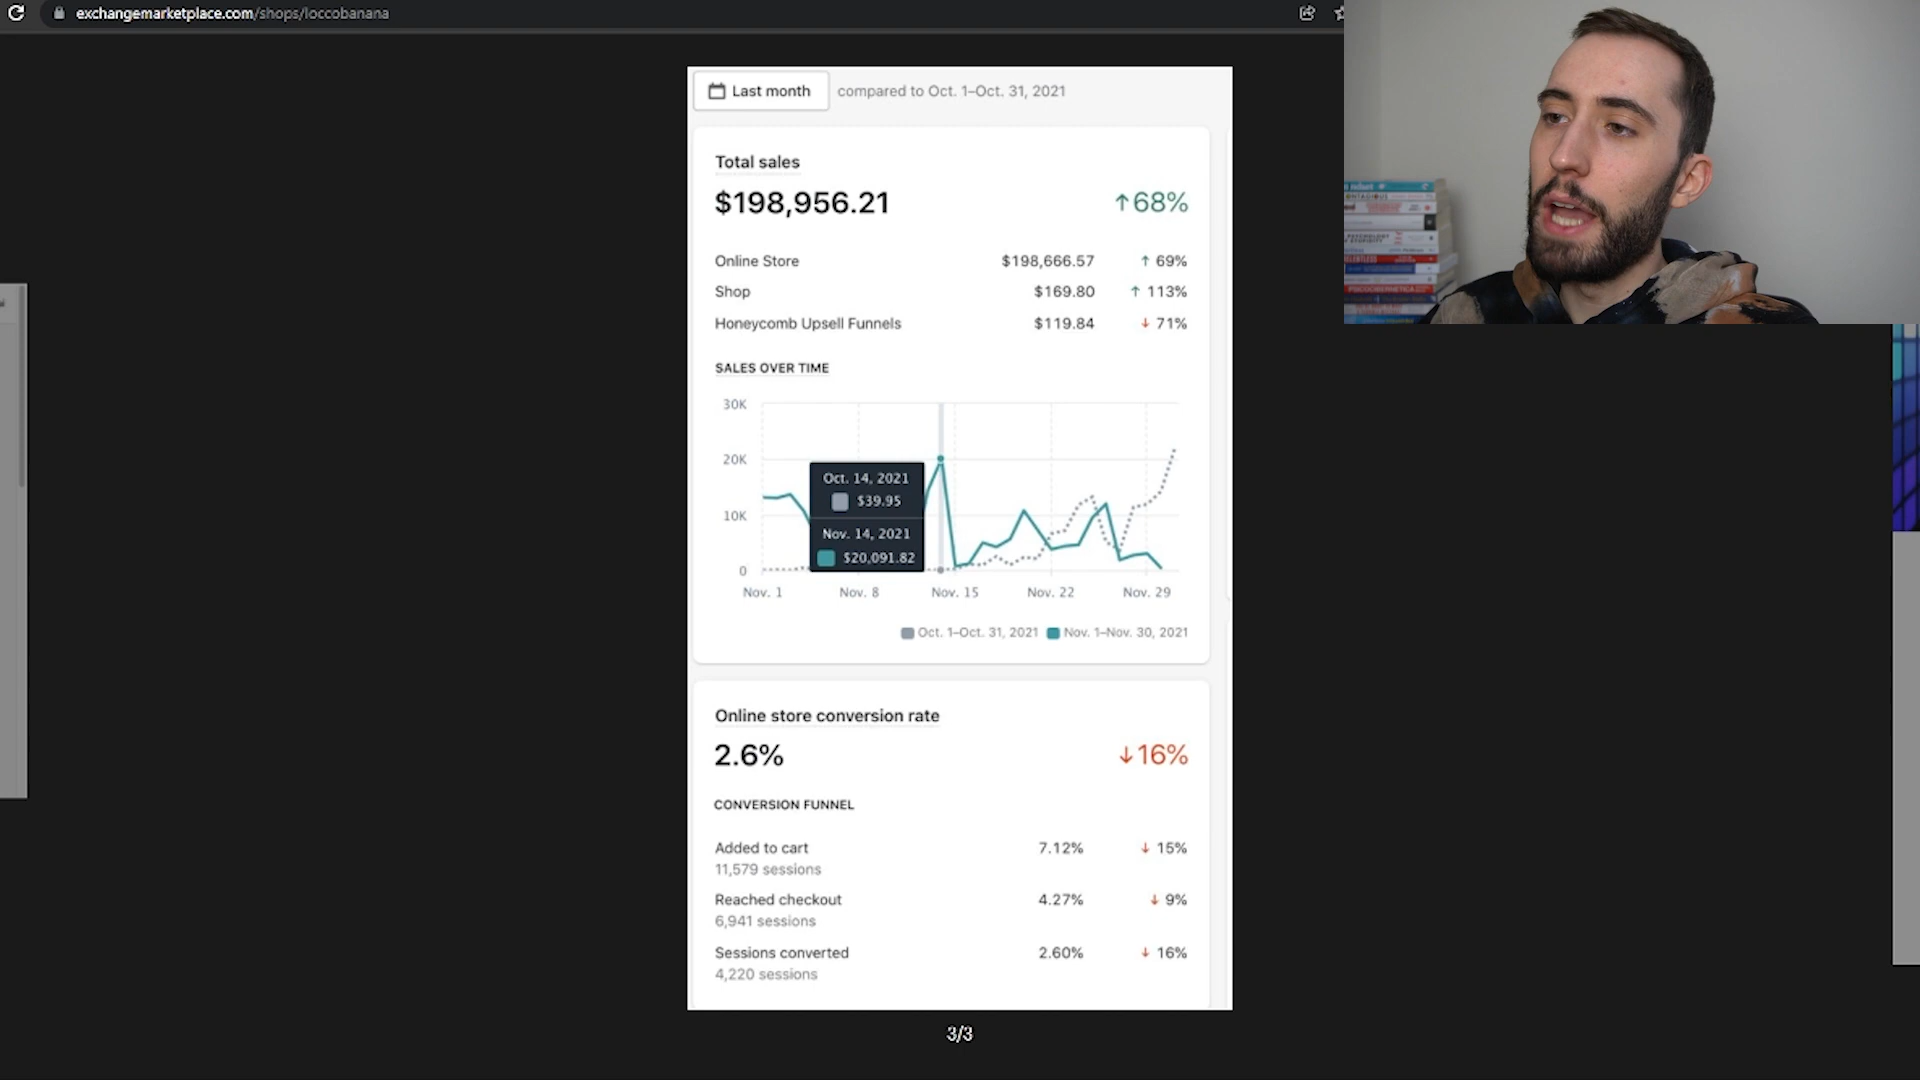 exchangemarketplace.com/shops/loccobanana
Last month compared to Oct. 1–Oct. 31, 2021
Total sales
$198,956.21 ↑68%
Online Store $198,666.57 ↑ 69%
Shop $169.80 ↑ 113%
Honeycomb Upsell Funnels $119.84 ↓ 71%
SALES OVER TIME
30K
20K
10K
0
Oct. 14, 2021
$39.95
Nov. 14, 2021
$20,091.82
Nov. 1 Nov. 8 Nov. 15 Nov. 22 Nov. 29
Oct. 1–Oct. 31, 2021 Nov. 1–Nov. 30, 2021
Online store conversion rate
2.6% ↓16%
CONVERSION FUNNEL
Added to cart 7.12% ↓ 15%
11,579 sessions
Reached checkout 4.27% ↓ 9%
6,941 sessions
Sessions converted 2.60% ↓ 16%
4,220 sessions
3/3